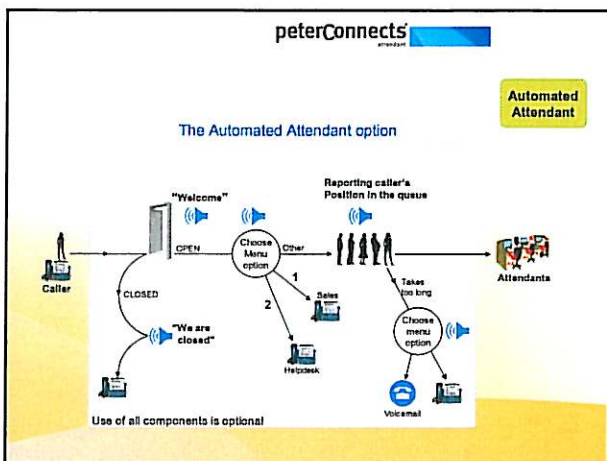 peterConnects
attendant
Automated
Attendant
The Automated Attendant option
"Welcome"
Reporting caller's
Position in the queue
OPEN
Choose
Menu
option
Other
Caller
Attendants
CLOSED
1
Sales
2
Takes
too long
"We are
closed"
Choose
menu
option
Helpdesk
Voicemail
Use of all components is optional